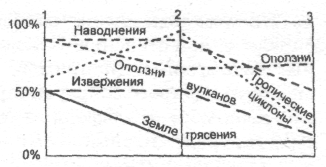 1 2 3
100%
Наводнения
Оползни
Оползни
Тропические
циклоны
Извержения вулканов
50%
Земле трясения
0%